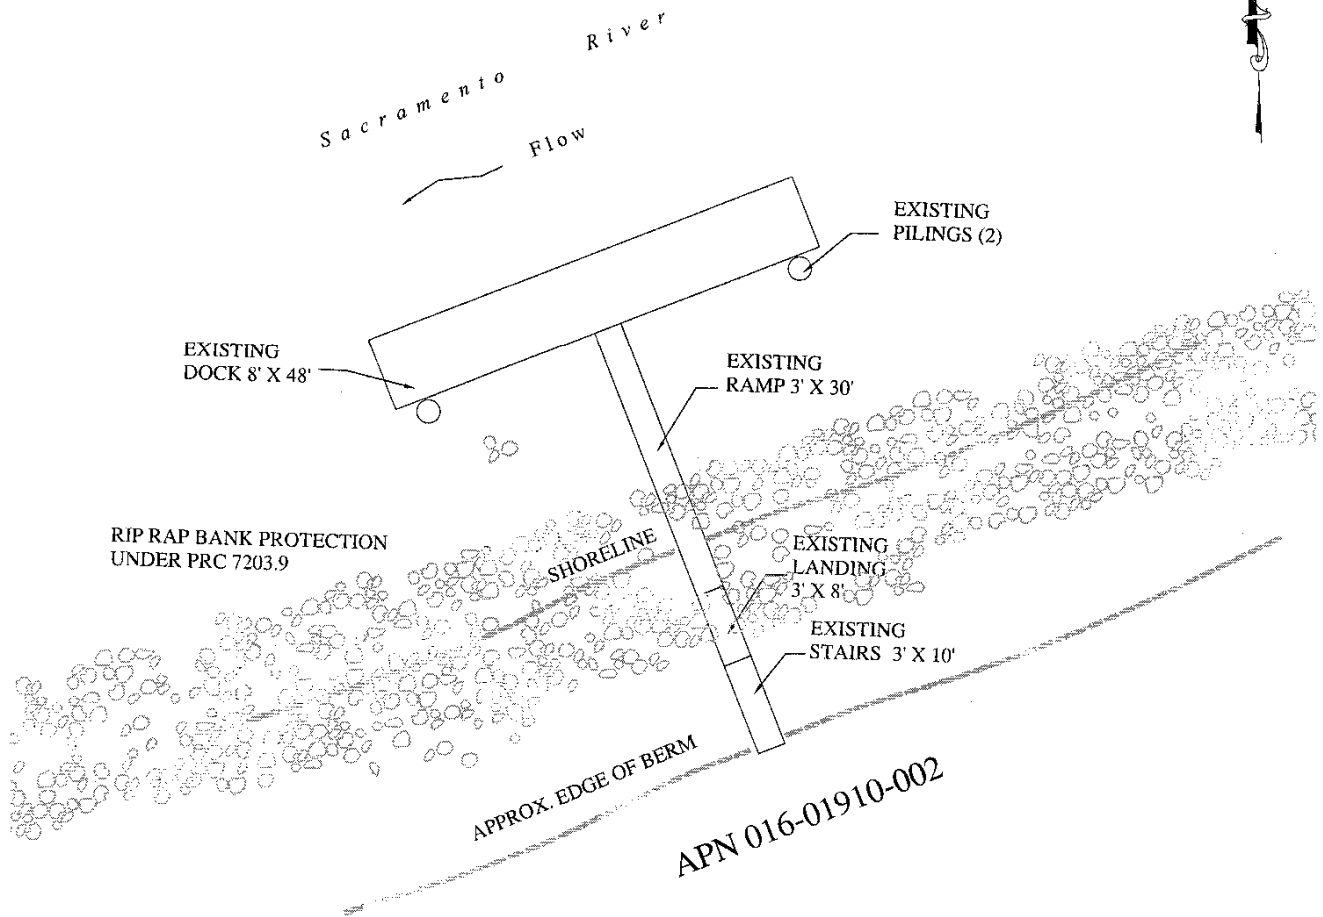 Sacramento River
Flow
EXISTING
PILINGS (2)
EXISTING
DOCK 8' X 48'
EXISTING
RAMP 3' X 30'
RIP RAP BANK PROTECTION
UNDER PRC 7203.9
SHORELINE
EXISTING
LANDING
3' X 8'
EXISTING
STAIRS 3' X 10'
APPROX. EDGE OF BERM
APN 016-01910-002